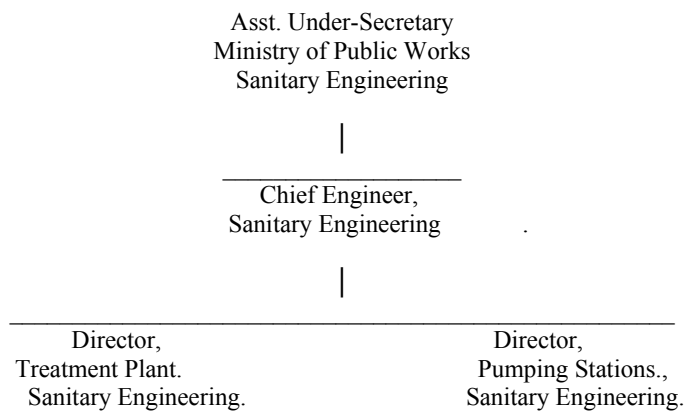 Asst. Under-Secretary
Ministry of Public Works
Sanitary Engineering
Chief Engineer,
Sanitary Engineering .
Director,
Treatment Plant.
Sanitary Engineering.
Director,
Pumping Stations.,
Sanitary Engineering.